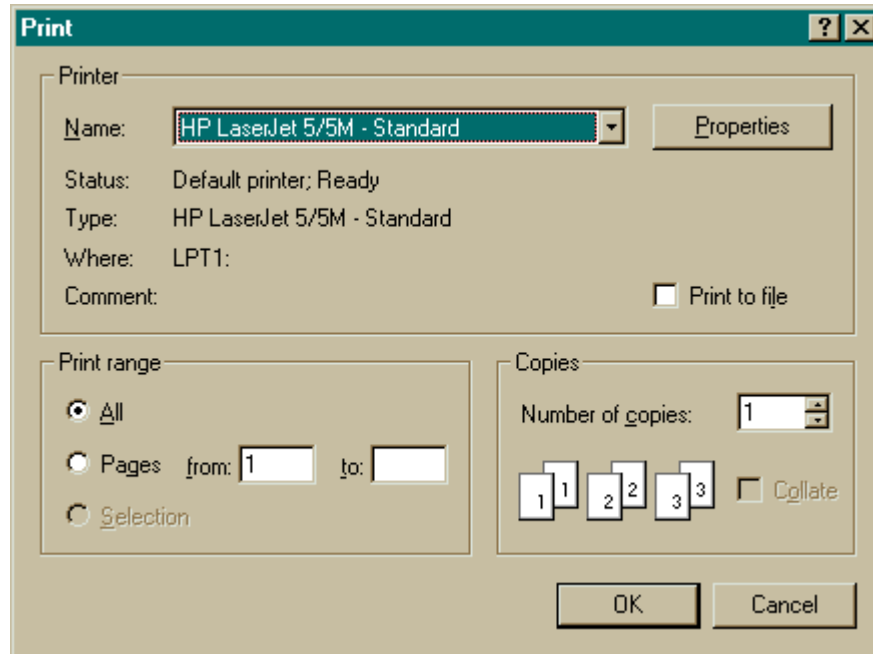 Print
Printer
Name: HP LaserJet 5/5M - Standard Properties
Status: Default printer; Ready
Type: HP LaserJet 5/5M - Standard
Where: LPT1:
Comment: Print to file
Print range
All
Pages from: 1 to:
Selection
Copies
Number of copies: 1
1 1 2 2 3 3 Collate
OK Cancel